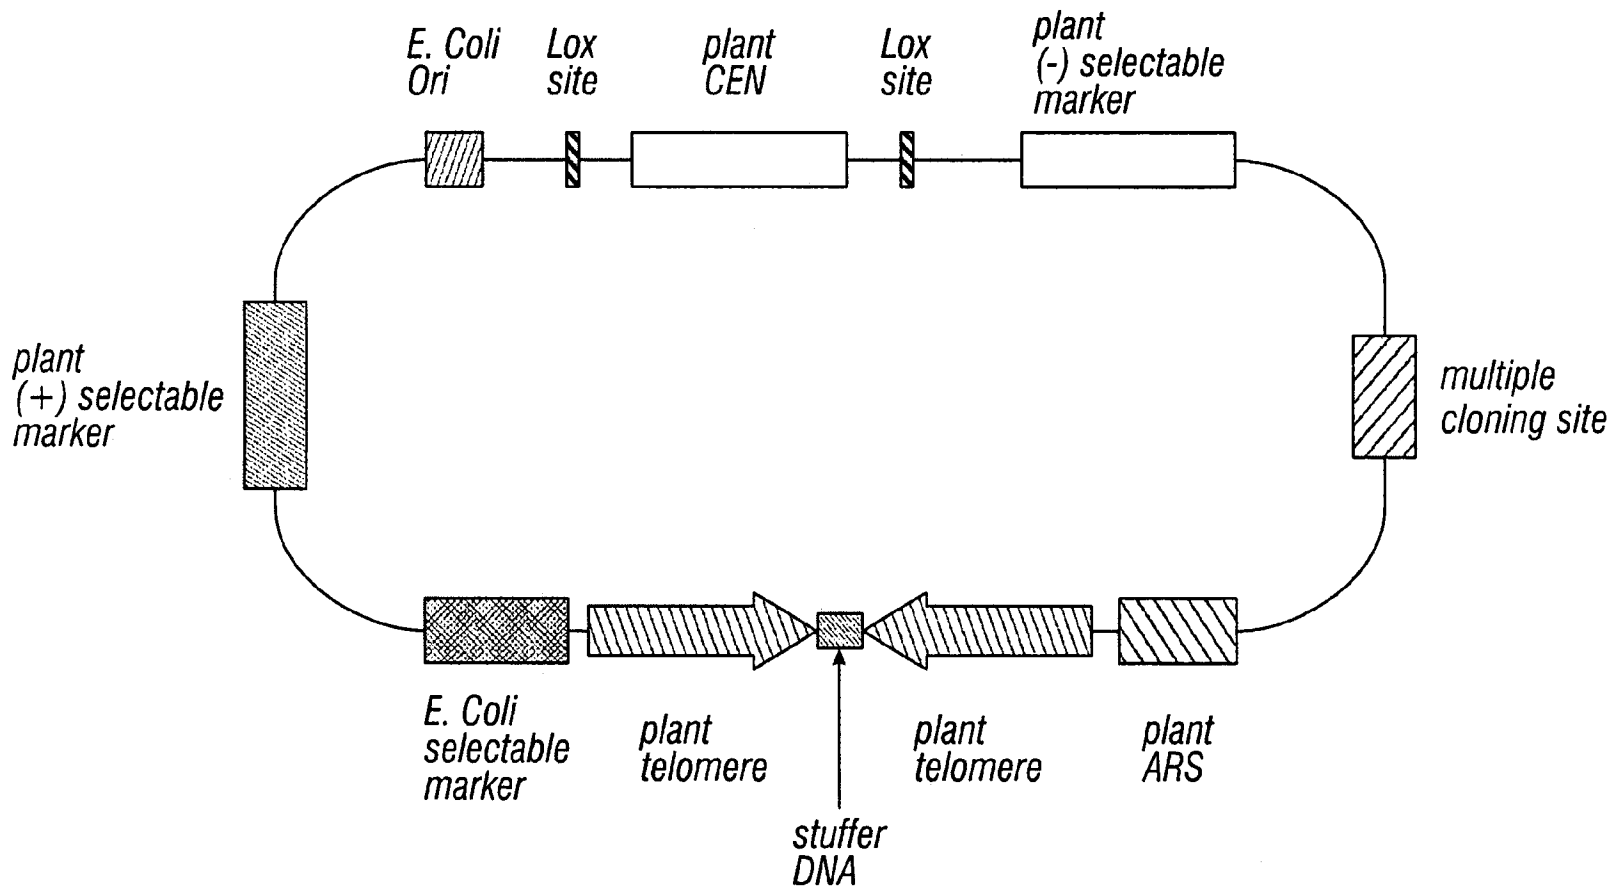 E. Coli
Ori
Lox
site
plant
CEN
Lox
site
plant
(-) selectable
marker
plant
(+) selectable
marker
multiple
cloning site
E. Coli
selectable
marker
plant
telomere
plant
telomere
plant
ARS
stuffer
DNA